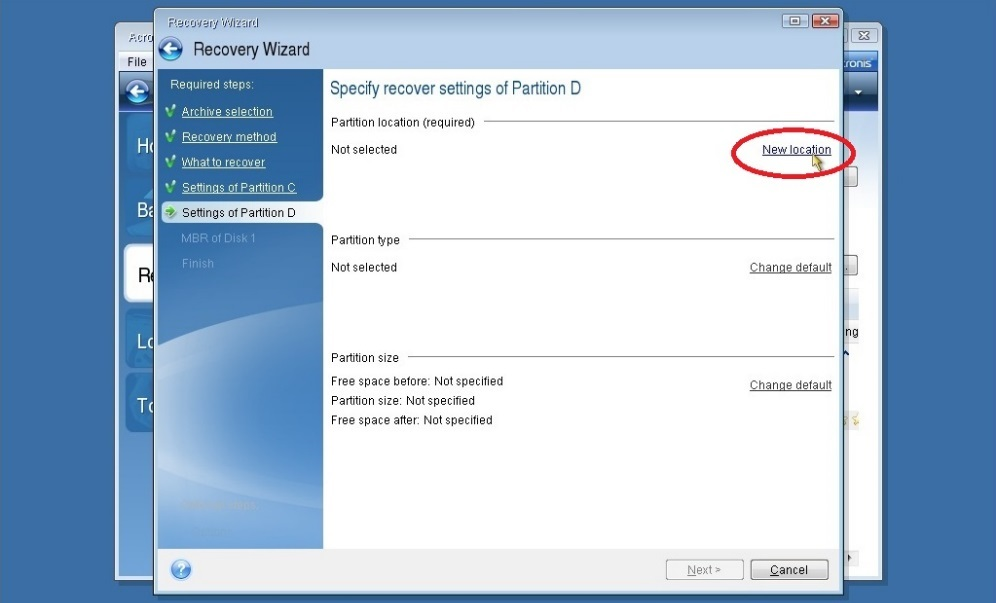 Recovery Wizard
Recovery Wizard
File
Required steps:
Archive selection
Recovery method
What to recover
Settings of Partition C
Settings of Partition D
MBR of Disk 1
Finish
Specify recover settings of Partition D
Partition location (required)
Not selected
New location
Partition type
Not selected
Change default
Partition size
Free space before: Not specified
Partition size: Not specified
Free space after: Not specified
Change default
Next >
Cancel
Acro
ronis
Ho
Ba
Re
Lo
To
ng